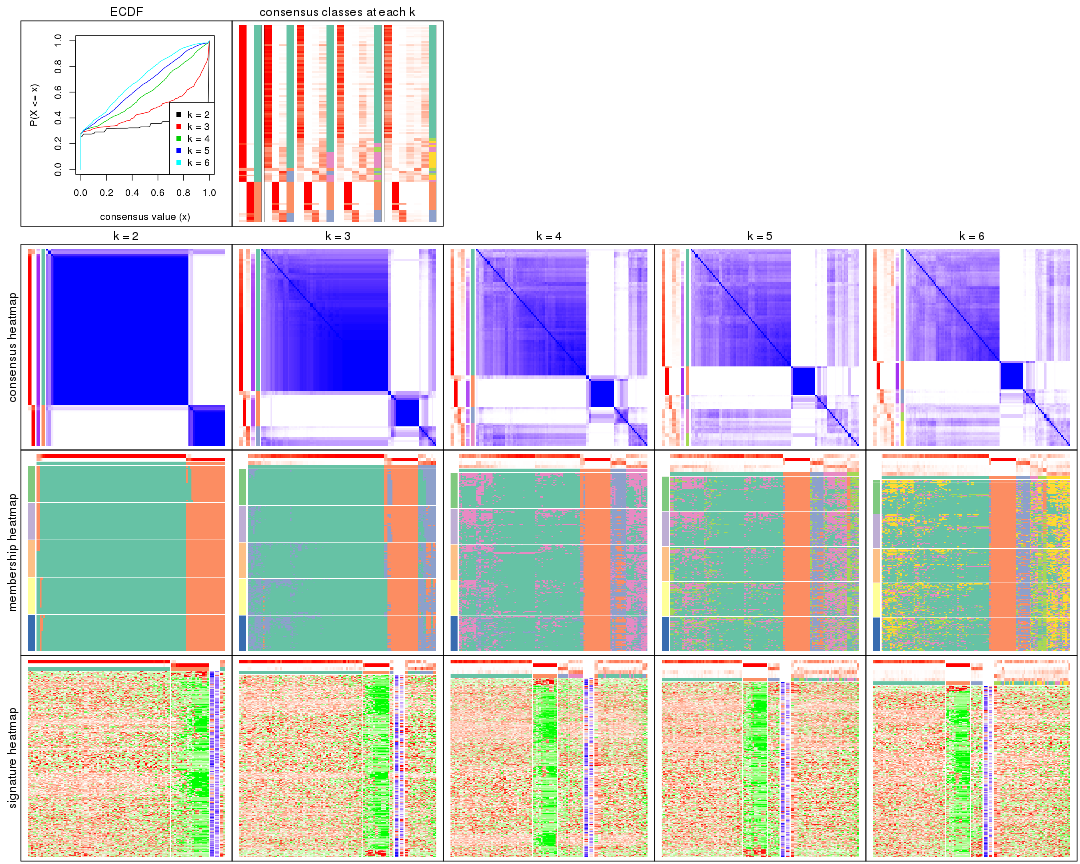 ECDF
consensus classes at each k
P(X <= x)
0.0 0.2 0.4 0.6 0.8 1.0
k = 2
k = 3
k = 4
k = 5
k = 6
0.0 0.2 0.4 0.6 0.8 1.0
consensus value (x)
k = 2
k = 3
k = 4
k = 5
k = 6
consensus heatmap
membership heatmap
signature heatmap